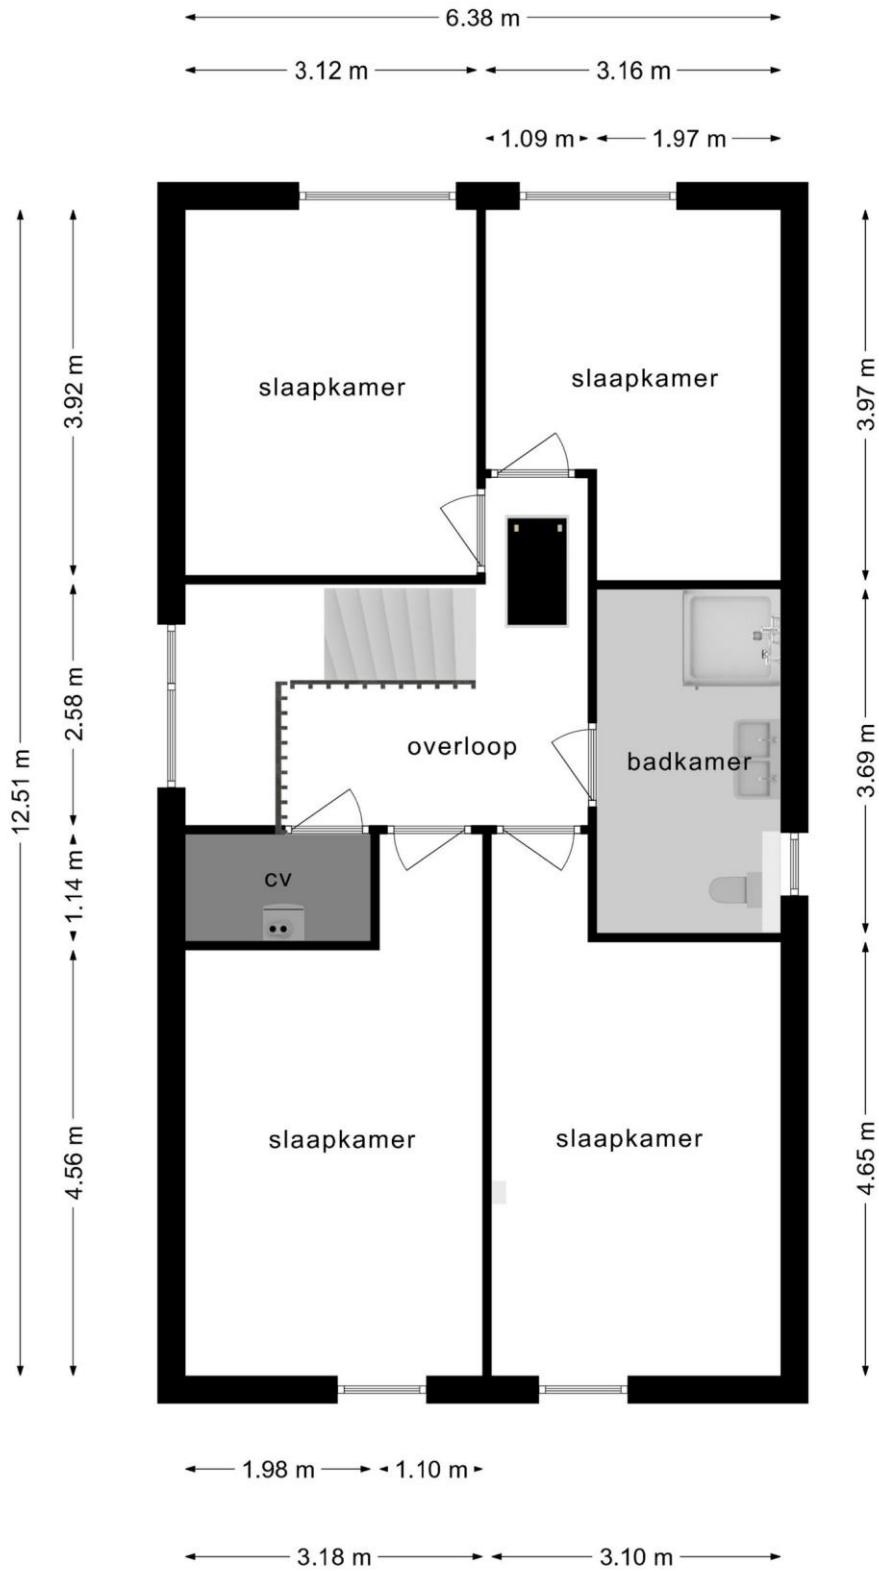 6.38 m
3.12 m
3.16 m
1.09 m
1.97 m
3.92 m
3.97 m
slaapkamer
slaapkamer
2.58 m
12.51 m
overloop
badkamer
3.69 m
1.14 m
cv
4.56 m
slaapkamer
slaapkamer
4.65 m
1.98 m
1.10 m
3.18 m
3.10 m